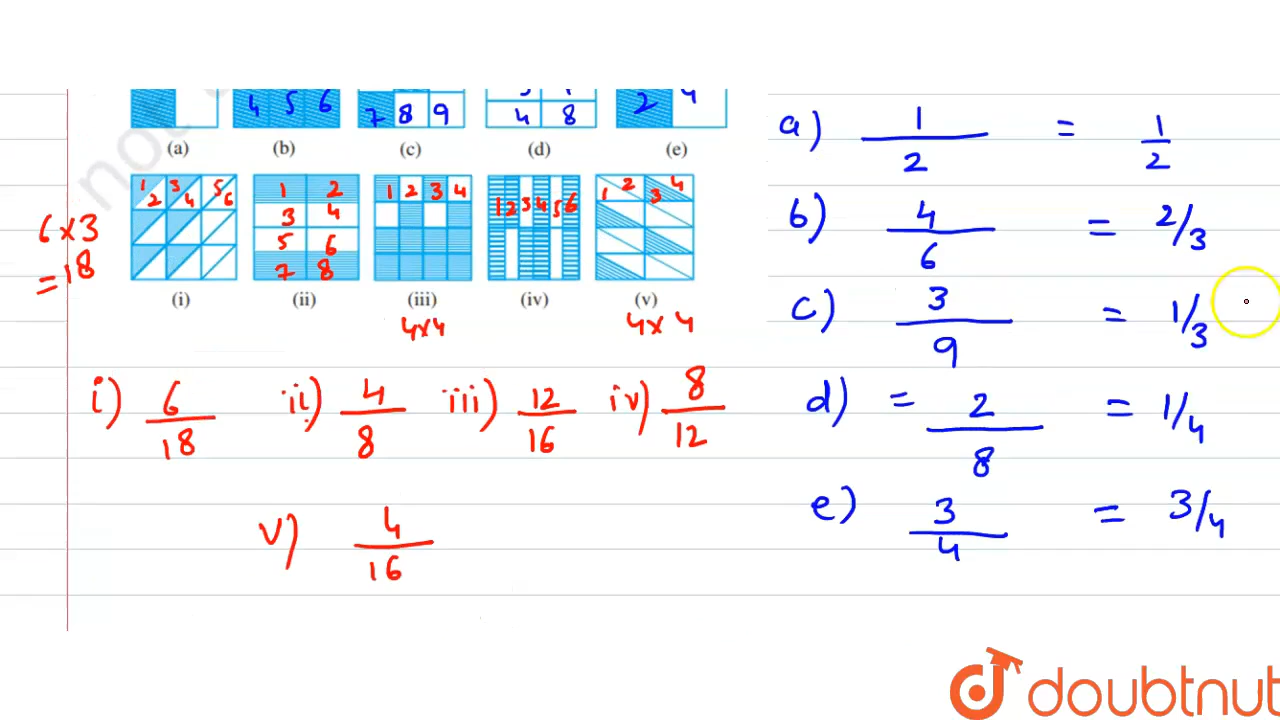 4 5 6 7 8 9 4 8 2 4
(a) (b) (c) (d) (e)
1 2 3 4 5 6
1 2
3 4
5 6
7 8
1 2 3 4
1 2 3 4 5 6
1 2 3 4
6 x 3
= 18
(i) (ii) (iii) (iv) (v)
4x4 4x 4
i) 6/18 ii) 4/8 iii) 12/16 iv) 8/12
v) 4/16
a) 1/2 = 1/2
b) 4/6 = 2/3
c) 3/9 = 1/3
d) = 2/8 = 1/4
e) 3/4 = 3/4
doubtnut